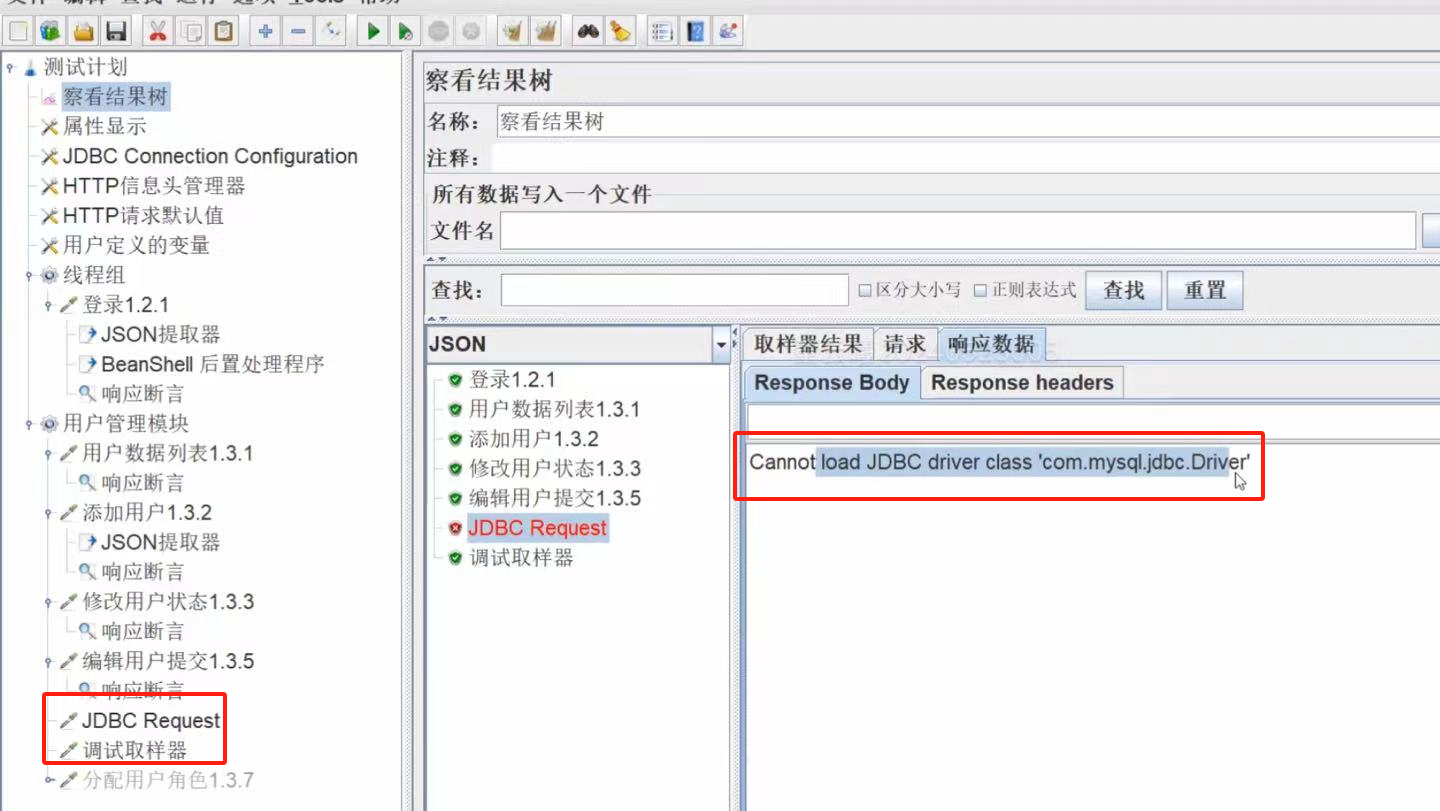 测试计划
察看结果树
属性显示
JDBC Connection Configuration
HTTP信息头管理器
HTTP请求默认值
用户定义的变量
线程组
登录1.2.1
JSON提取器
BeanShell 后置处理程序
响应断言
用户管理模块
用户数据列表1.3.1
响应断言
添加用户1.3.2
JSON提取器
响应断言
修改用户状态1.3.3
响应断言
编辑用户提交1.3.5
响应断言
JDBC Request
调试取样器
分配用户角色1.3.7
察看结果树
名称： 察看结果树
注释：
所有数据写入一个文件
文件名
查找： 区分大小写 正则表达式 查找 重置
JSON
登录1.2.1
用户数据列表1.3.1
添加用户1.3.2
修改用户状态1.3.3
编辑用户提交1.3.5
JDBC Request
调试取样器
取样器结果 请求 响应数据
Response Body Response headers
Cannot load JDBC driver class 'com.mysql.jdbc.Driver'